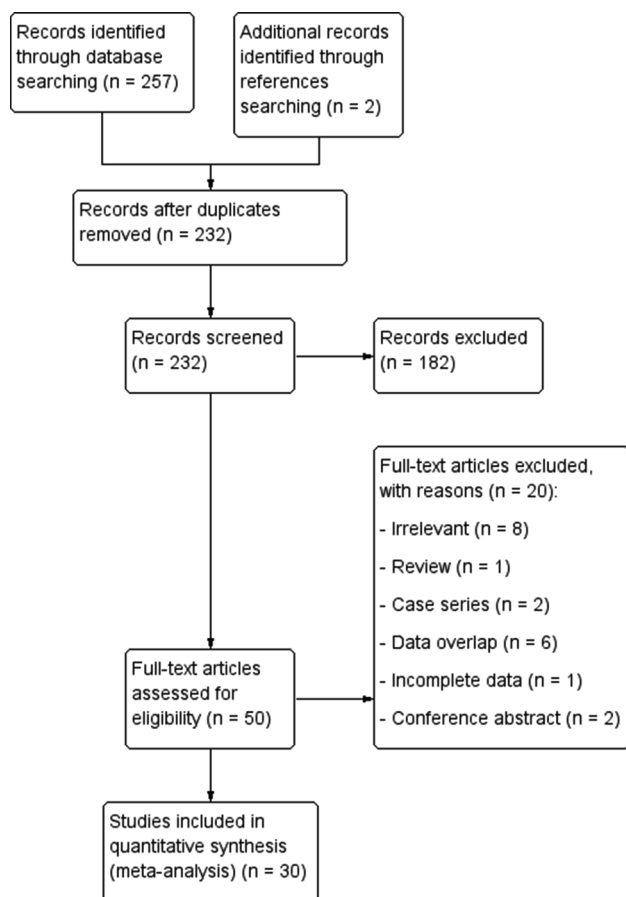 Records identified
through database
searching (n = 257)
Additional records
identified through
references
searching (n = 2)
Records after duplicates
removed (n = 232)
Records screened
(n = 232)
Records excluded
(n = 182)
Full-text articles excluded,
with reasons (n = 20):
- Irrelevant (n = 8)
- Review (n = 1)
- Case series (n = 2)
- Data overlap (n = 6)
- Incomplete data (n = 1)
- Conference abstract (n = 2)
Full-text articles
assessed for
eligibility (n = 50)
Studies included in
quantitative synthesis
(meta-analysis) (n = 30)